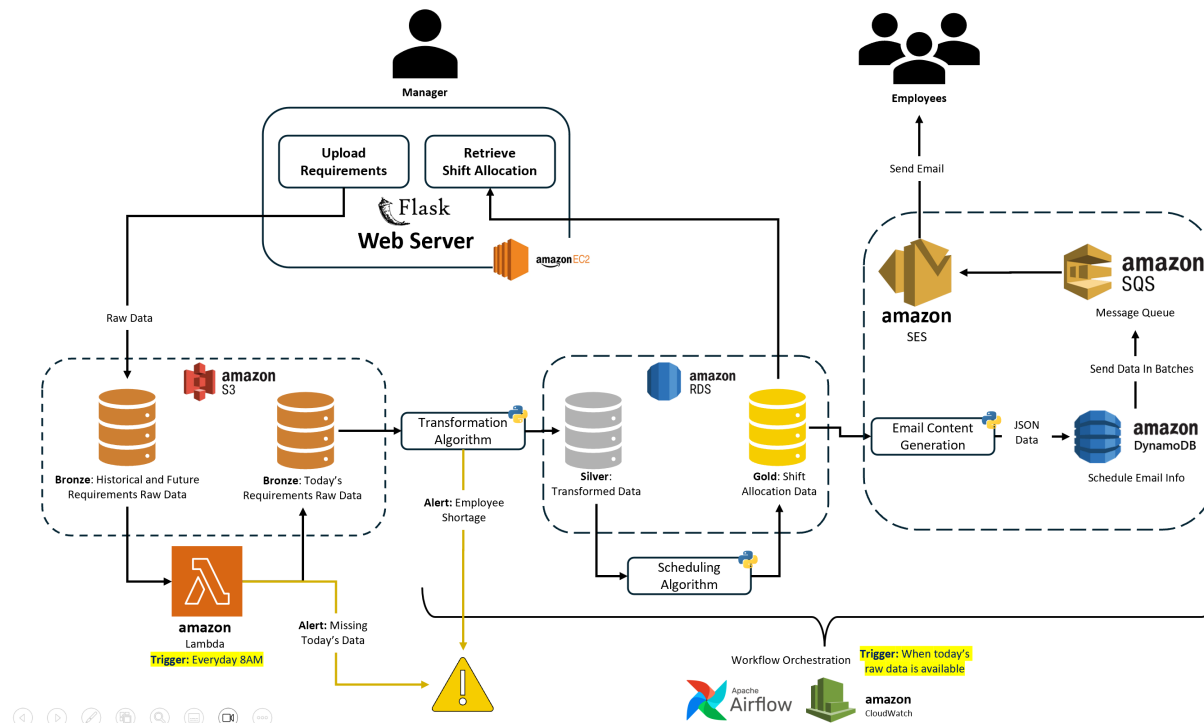 Manager
Employees
Upload
Requirements
Retrieve
Shift Allocation
Flask
Web Server
amazon EC2
Send Email
Raw Data
amazon
SES
amazon
SQS
Message Queue
Send Data In Batches
amazon
S3
amazon
RDS
Transformation
Algorithm
Email Content
Generation
JSON
Data
amazon
DynamoDB
Schedule Email Info
Bronze: Historical and Future
Requirements Raw Data
Bronze: Today's
Requirements Raw Data
Alert: Employee
Shortage
Silver:
Transformed Data
Gold: Shift
Allocation Data
Scheduling
Algorithm
amazon
Lambda
Trigger: Everyday 8AM
Alert: Missing
Today's Data
Workflow Orchestration
Trigger: When today's
raw data is available
Apache
Airflow
amazon
CloudWatch